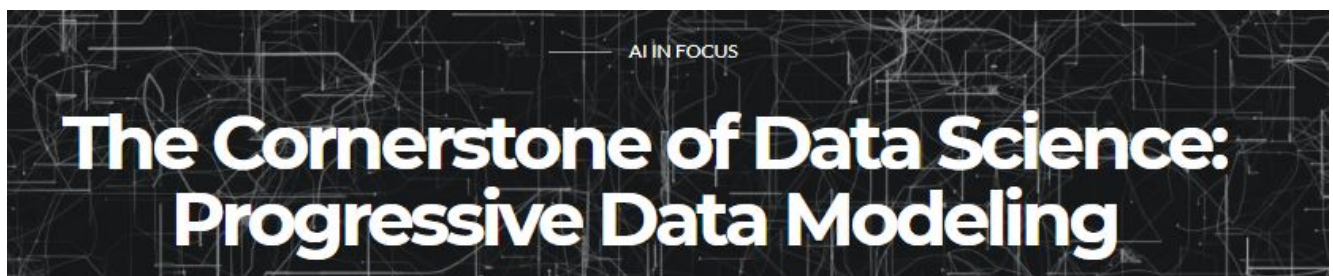 AI IN FOCUS
The Cornerstone of Data Science:
Progressive Data Modeling